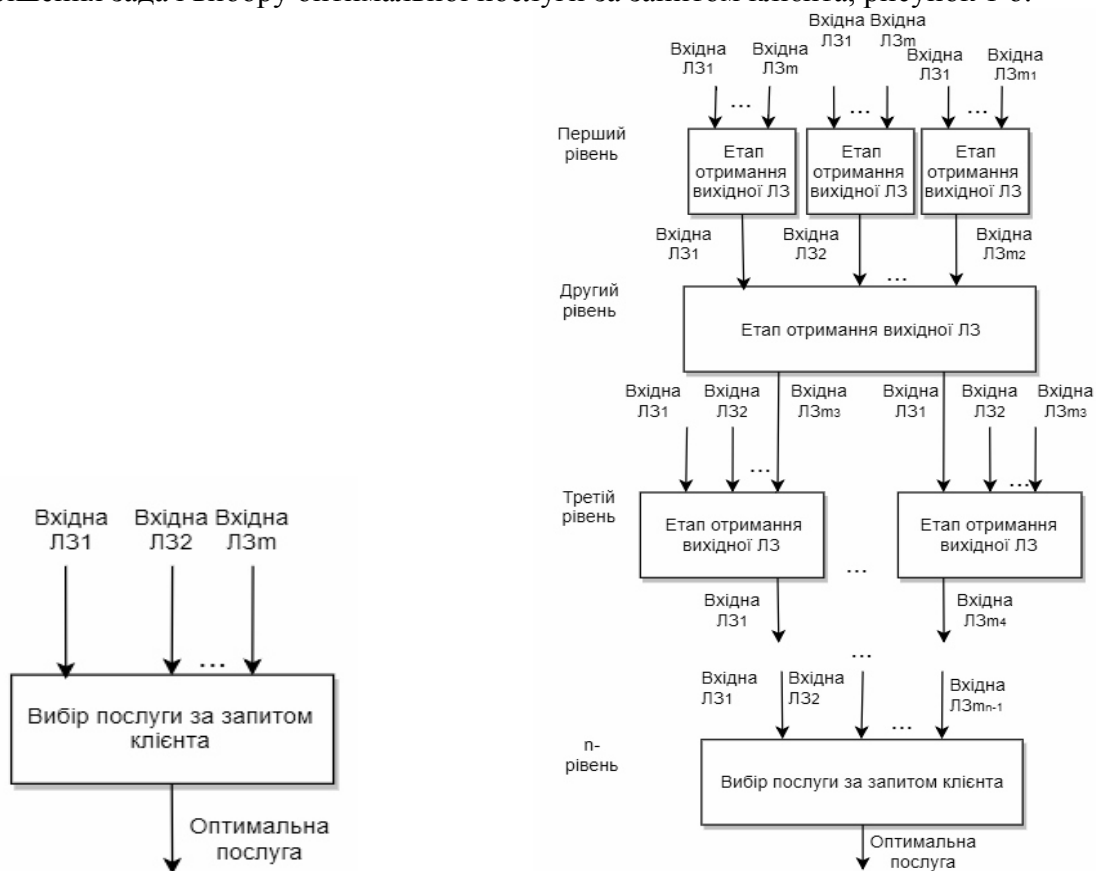 Вхідна
ЛЗ1
Вхідна
ЛЗ2
Вхідна
ЛЗm
...
Вибір послуги за запитом
клієнта
Оптимальна
послуга
Вхідна
ЛЗ1
Вхідна
ЛЗm
...
Вхідна
ЛЗ1
Вхідна
ЛЗm
...
Вхідна
ЛЗ1
Вхідна
ЛЗm1
...
Перший
рівень
Етап
отримання
вихідної ЛЗ
Етап
отримання
вихідної ЛЗ
Етап
отримання
вихідної ЛЗ
Вхідна
ЛЗ1
Вхідна
ЛЗ2
Вхідна
ЛЗm2
...
Другий
рівень
Етап отримання вихідної ЛЗ
Вхідна
ЛЗ1
Вхідна
ЛЗ2
Вхідна
ЛЗm3
...
Вхідна
ЛЗ1
Вхідна
ЛЗ2
Вхідна
ЛЗm3
...
Третій
рівень
Етап отримання
вихідної ЛЗ
...
Етап отримання
вихідної ЛЗ
Вхідна
ЛЗ1
Вхідна
ЛЗm4
...
Вхідна
ЛЗ1
Вхідна
ЛЗ2
Вхідна
ЛЗmn-1
...
n-
рівень
Вибір послуги за запитом клієнта
Оптимальна
послуга